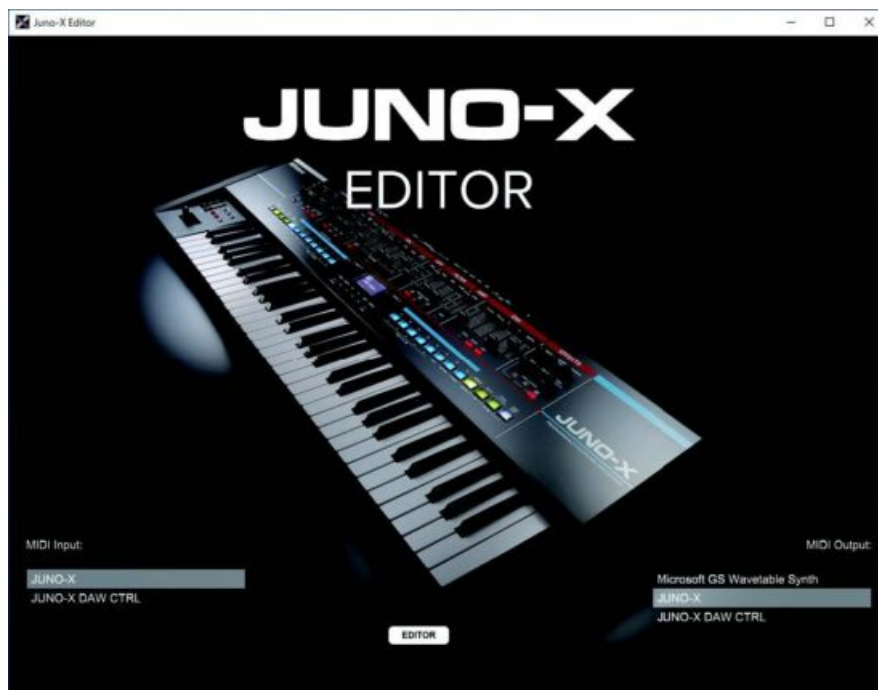 Juno-X Editor
JUNO-X
EDITOR
JUNO-X
MIDI Input:
JUNO-X
JUNO-X DAW CTRL
MIDI Output:
Microsoft GS Wavetable Synth
JUNO-X
JUNO-X DAW CTRL
EDITOR